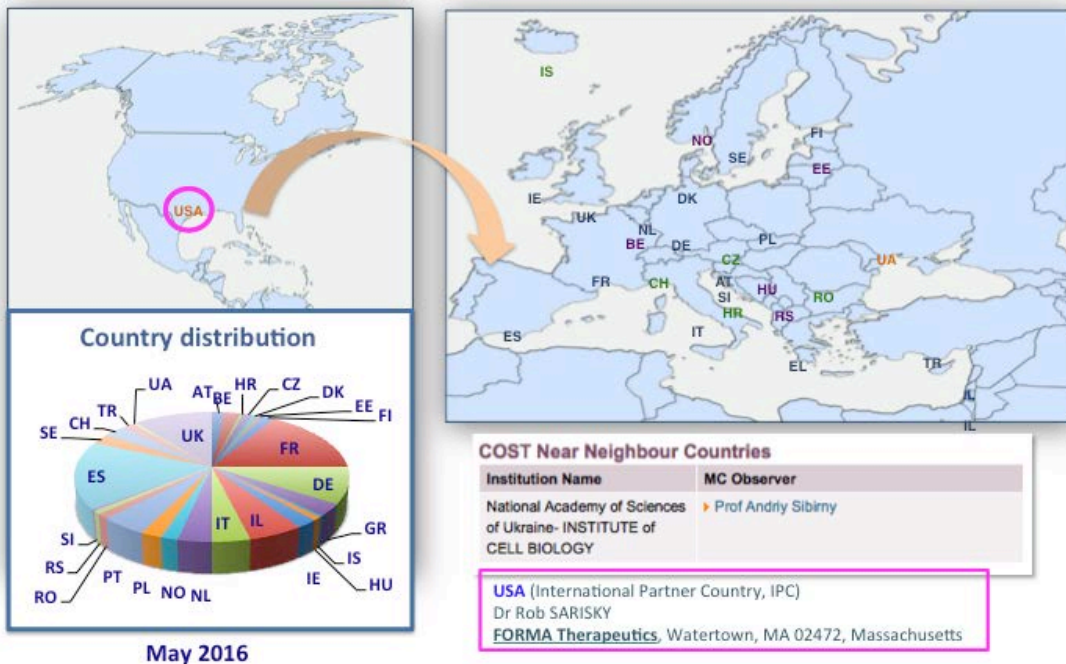 USA
IS
NO
FI
SE
EE
IE
DK
UK
NL
BE
DE
PL
CZ
UA
FR
CH
AT
HU
SI
RO
HR
RS
IT
ES
EL
TR
IL
IL
Country distribution
UA
AT
BE
HR
CZ
DK
EE
FI
TR
CH
SE
UK
FR
ES
DE
IT
IL
GR
IS
HU
IE
SI
RS
RO
PT
PL
NO
NL
May 2016
COST Near Neighbour Countries
Institution Name MC Observer
National Academy of Sciences Prof Andriy Sibirny
of Ukraine- INSTITUTE of
CELL BIOLOGY
USA (International Partner Country, IPC)
Dr Rob SARISKY
FORMA Therapeutics, Watertown, MA 02472, Massachusetts